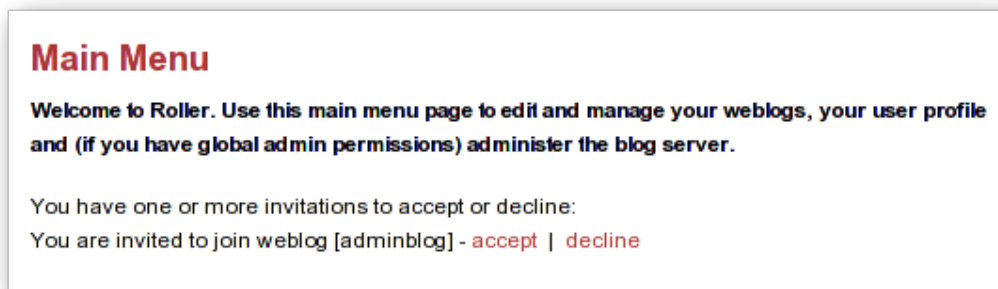 Main Menu
Welcome to Roller. Use this main menu page to edit and manage your weblogs, your user profile
and (if you have global admin permissions) administer the blog server.
You have one or more invitations to accept or decline:
You are invited to join weblog [adminblog] - accept | decline